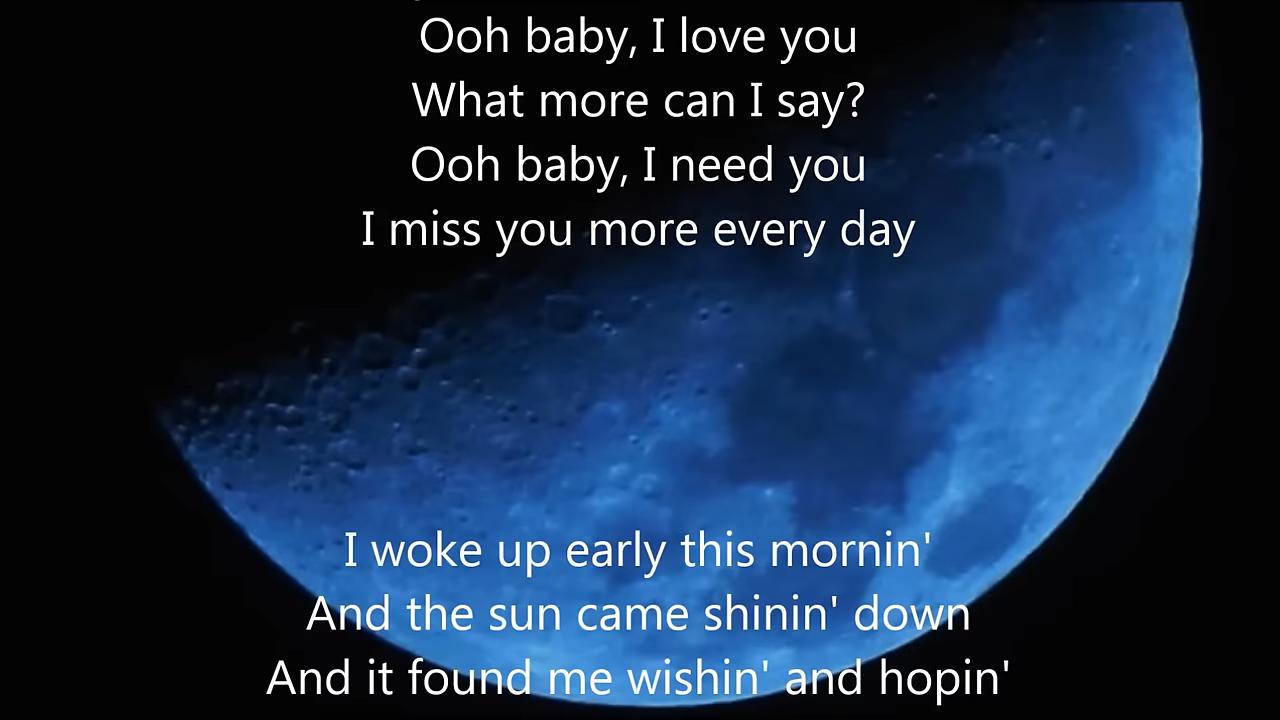 Ooh baby, I love you
What more can I say?
Ooh baby, I need you
I miss you more every day
I woke up early this mornin'
And the sun came shinin' down
And it found me wishin' and hopin'